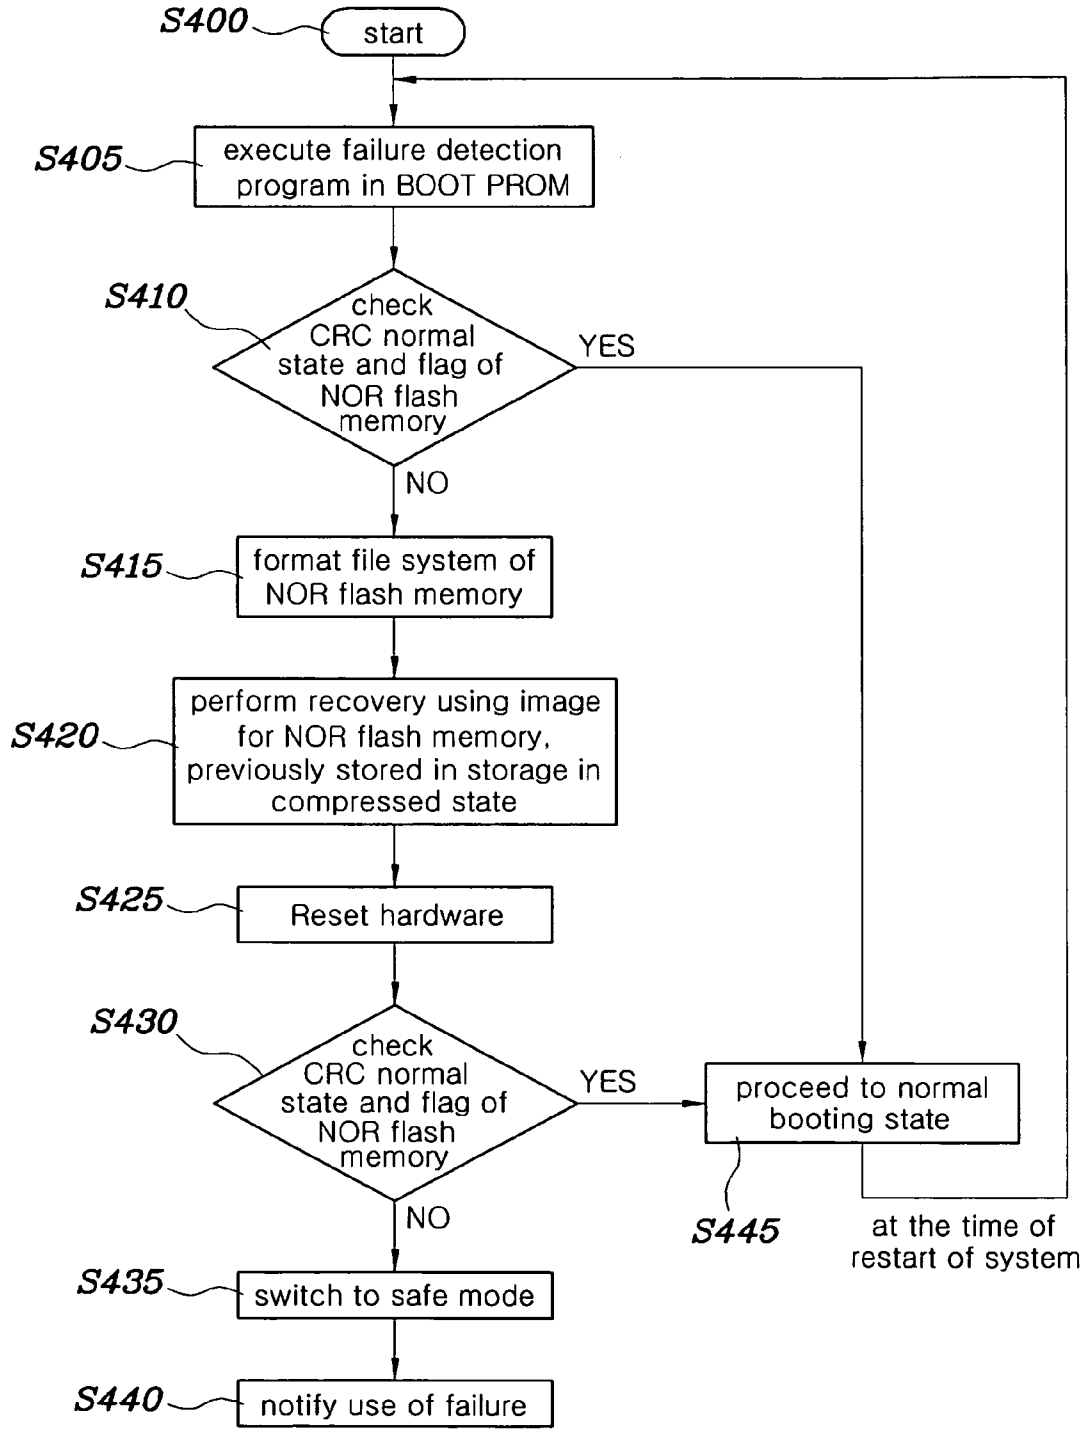 S400
start
S405
execute failure detection
program in BOOT PROM
S410
check
CRC normal
state and flag of
NOR flash
memory
YES
NO
S415
format file system of
NOR flash memory
S420
perform recovery using image
for NOR flash memory,
previously stored in storage in
compressed state
S425
Reset hardware
S430
check
CRC normal
state and flag of
NOR flash
memory
YES
proceed to normal
booting state
S445
at the time of
restart of system
NO
S435
switch to safe mode
S440
notify use of failure